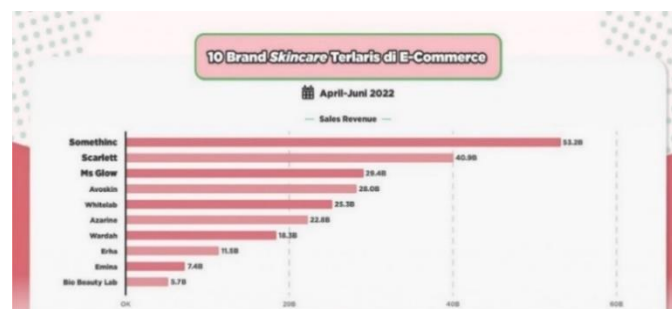 10 Brand Skincare Terlaris di E-Commerce
April-Juni 2022
Sales Revenue
Somethinc 53.2B
Scarlett 40.9B
Ms Glow 29.4B
Avoskin 28.0B
Whitelab 25.3B
Azarine 22.8B
Wardah 18.3B
Erha 11.5B
Emina 7.4B
Bio Beauty Lab 5.7B
0K 20B 40B 60B